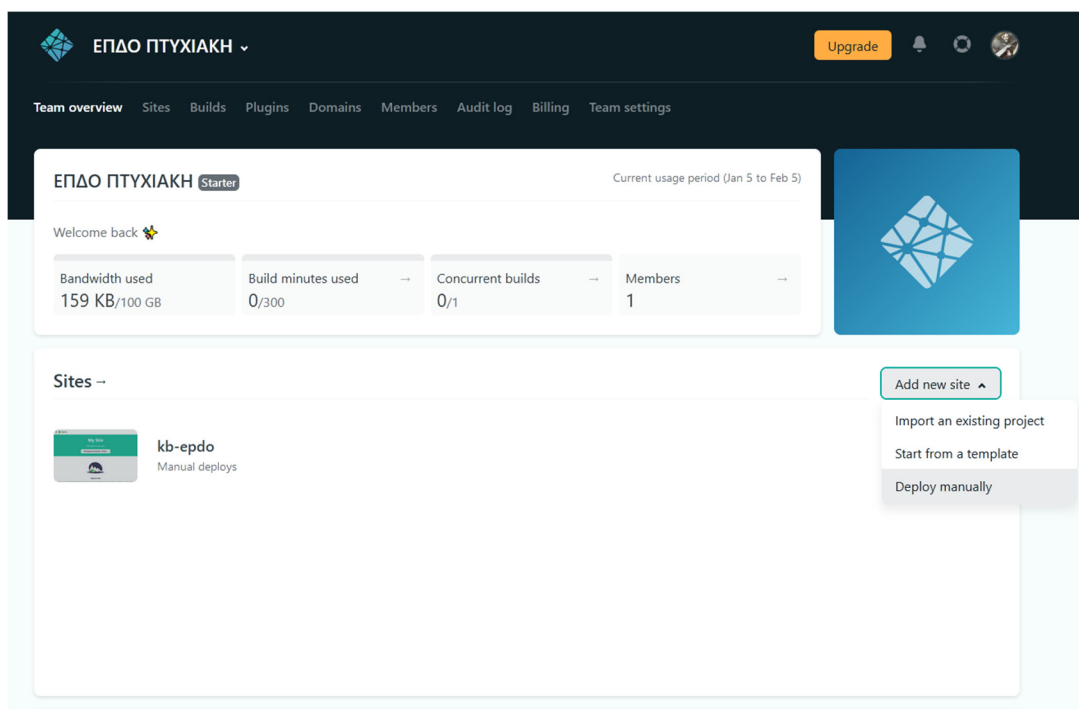 ΕΠΔΟ ΠΤΥΧΙΑΚΗ
Upgrade
Team overview Sites Builds Plugins Domains Members Audit log Billing Team settings
ΕΠΔΟ ΠΤΥΧΙΑΚΗ Starter
Current usage period (Jan 5 to Feb 5)
Welcome back
Bandwidth used
159 KB/100 GB
Build minutes used →
0/300
Concurrent builds →
0/1
Members →
1
Sites →
Add new site
Import an existing project
Start from a template
Deploy manually
My Site
kb-epdo
Manual deploys